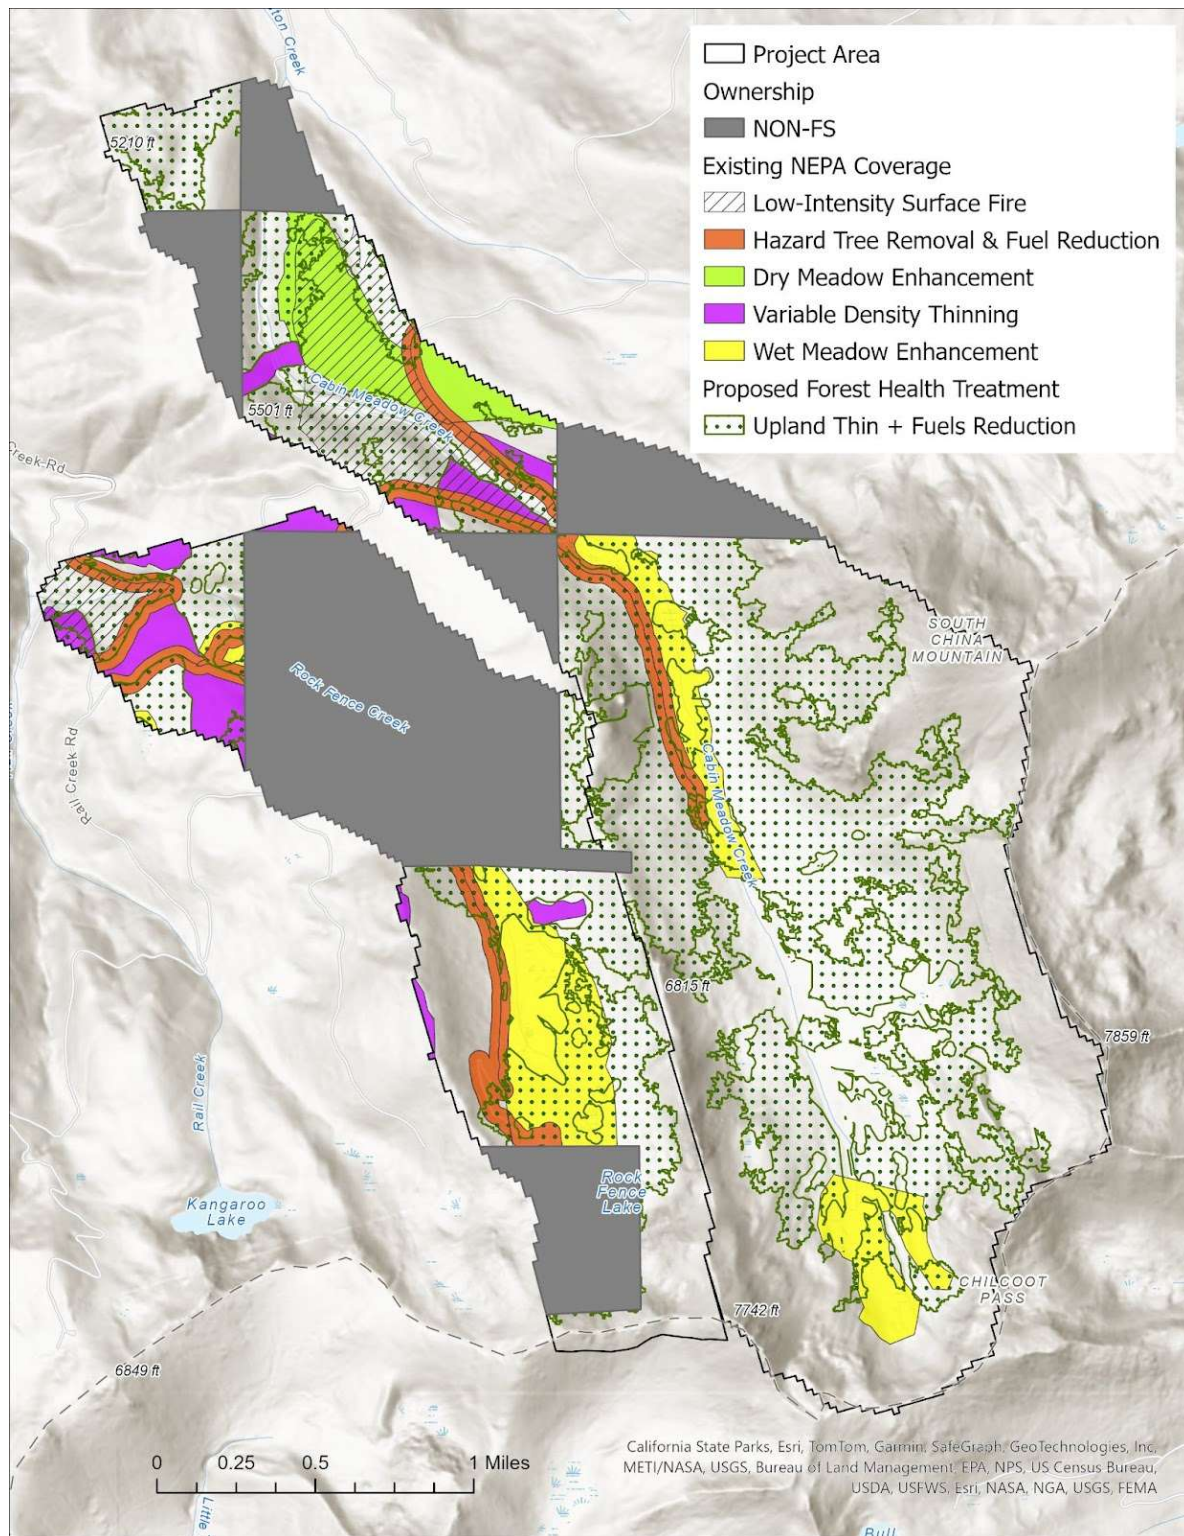 ton Creek
Project Area
Ownership
NON-FS
Existing NEPA Coverage
Low-Intensity Surface Fire
Hazard Tree Removal & Fuel Reduction
Dry Meadow Enhancement
Variable Density Thinning
Wet Meadow Enhancement
Proposed Forest Health Treatment
Upland Thin + Fuels Reduction
5210 ft
Cabin Meadow Creek
5501 ft
Creek Rd
SOUTH
CHINA
MOUNTAIN
Rock Fence Creek
Rail Creek Rd
Cabin Meadow Creek
6815 ft
7859 ft
Rail Creek
Rock
Fence
Lake
Kangaroo
Lake
CHILCOOT
PASS
7742 ft
6849 ft
0 0.25 0.5 1 Miles
California State Parks, Esri, TomTom, Garmin, SafeGraph, GeoTechnologies, Inc,
METI/NASA, USGS, Bureau of Land Management, EPA, NPS, US Census Bureau,
USDA, USFWS, Esri, NASA, NGA, USGS, FEMA
Little
Bull